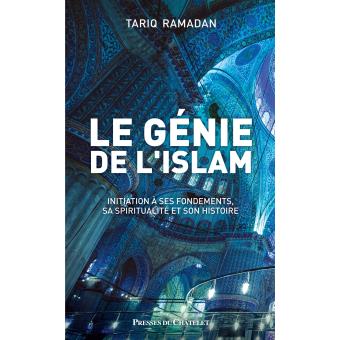 TARIQ RAMADAN
LE GÉNIE
DE L'ISLAM
INITIATION À SES FONDEMENTS,
SA SPIRITUALITÉ ET SON HISTOIRE
PRESSES DU CHÂTELET